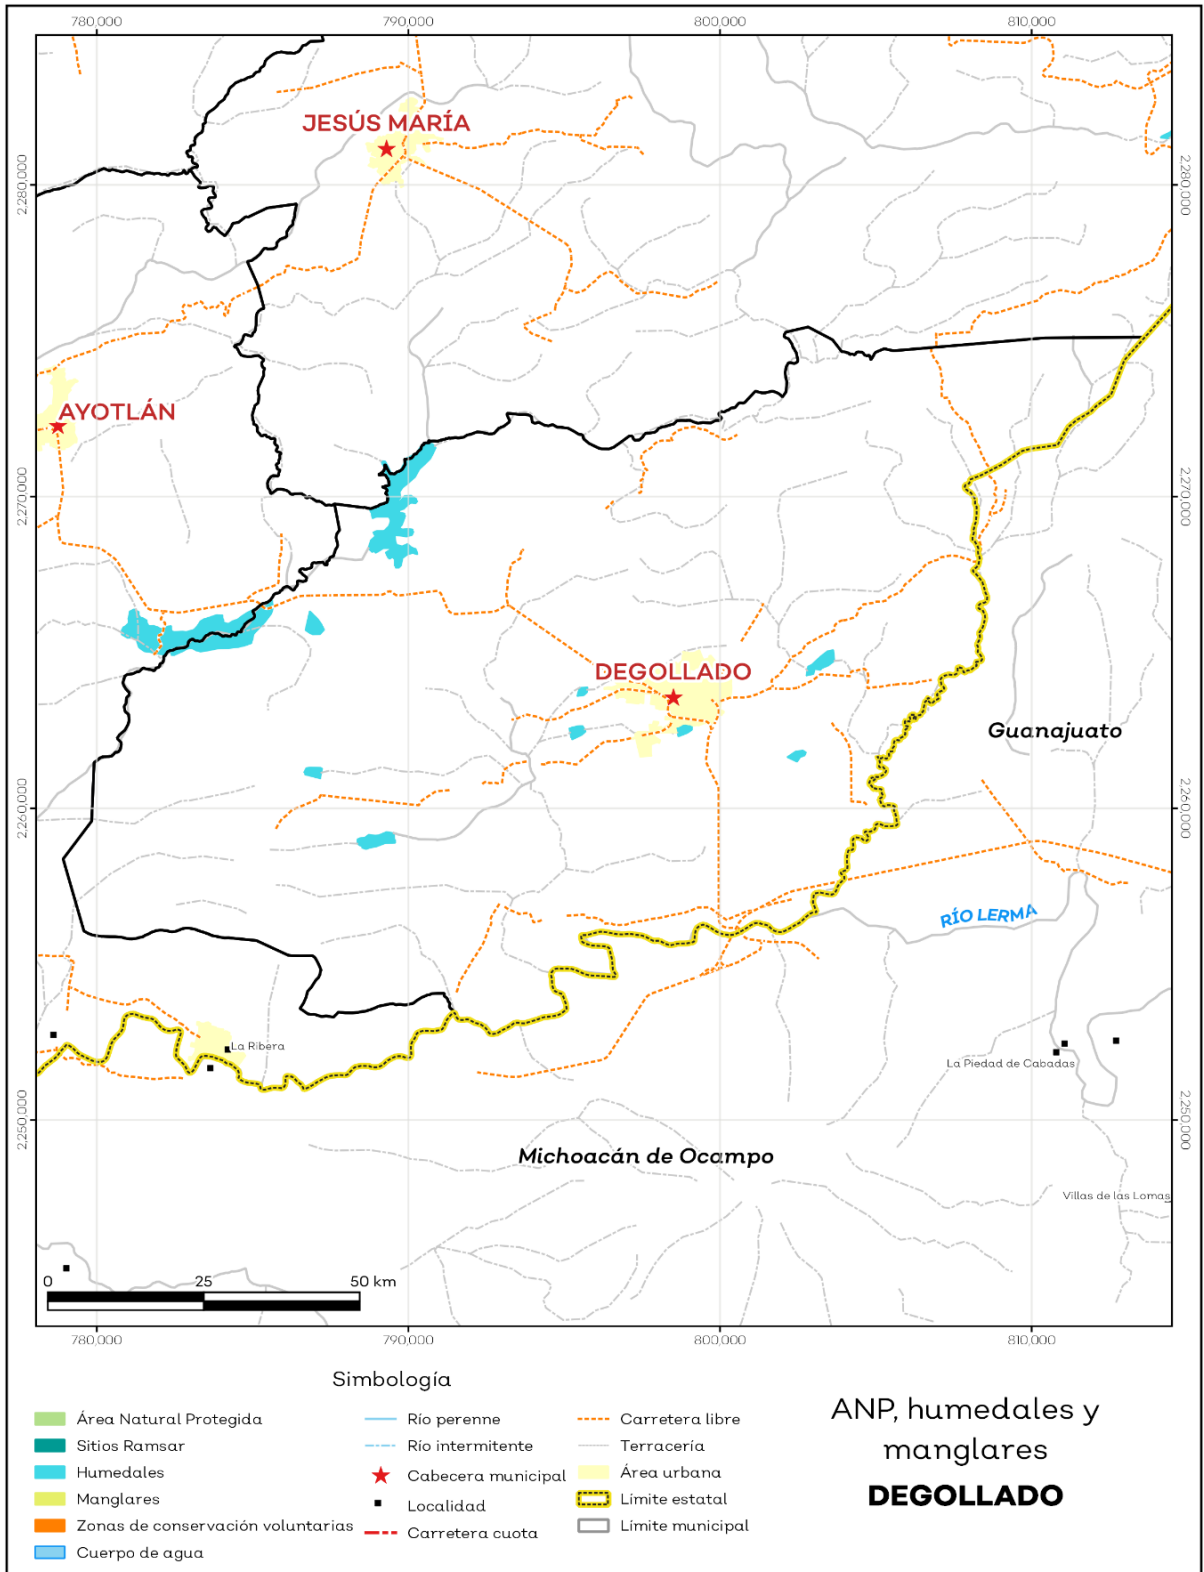 780,000 790,000 800,000 810,000
JESÚS MARÍA
2,280,000 2,280,000
AYOTLÁN
2,270,000 2,270,000
DEGOLLADO
Guanajuato
2,260,000 2,260,000
RÍO LERMA
La Ribera
La Piedad de Cabadas
2,250,000 2,250,000
Michoacán de Ocampo
Villas de las Lomas
0 25 50 km
780,000 790,000 800,000 810,000
Simbología
Área Natural Protegida
Sitios Ramsar
Humedales
Manglares
Zonas de conservación voluntarias
Cuerpo de agua
Río perenne
Río intermitente
Cabecera municipal
Localidad
Carretera cuota
Carretera libre
Terracería
Área urbana
Límite estatal
Límite municipal
ANP, humedales y
manglares
DEGOLLADO